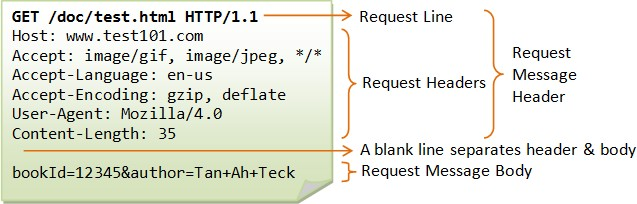 GET /doc/test.html HTTP/1.1
Request Line
Host: www.test101.com
Accept: image/gif, image/jpeg, */*
Accept-Language: en-us
Accept-Encoding: gzip, deflate
User-Agent: Mozilla/4.0
Content-Length: 35
Request Headers
Request
Message
Header
A blank line separates header & body
bookId=12345&author=Tan+Ah+Teck
Request Message Body